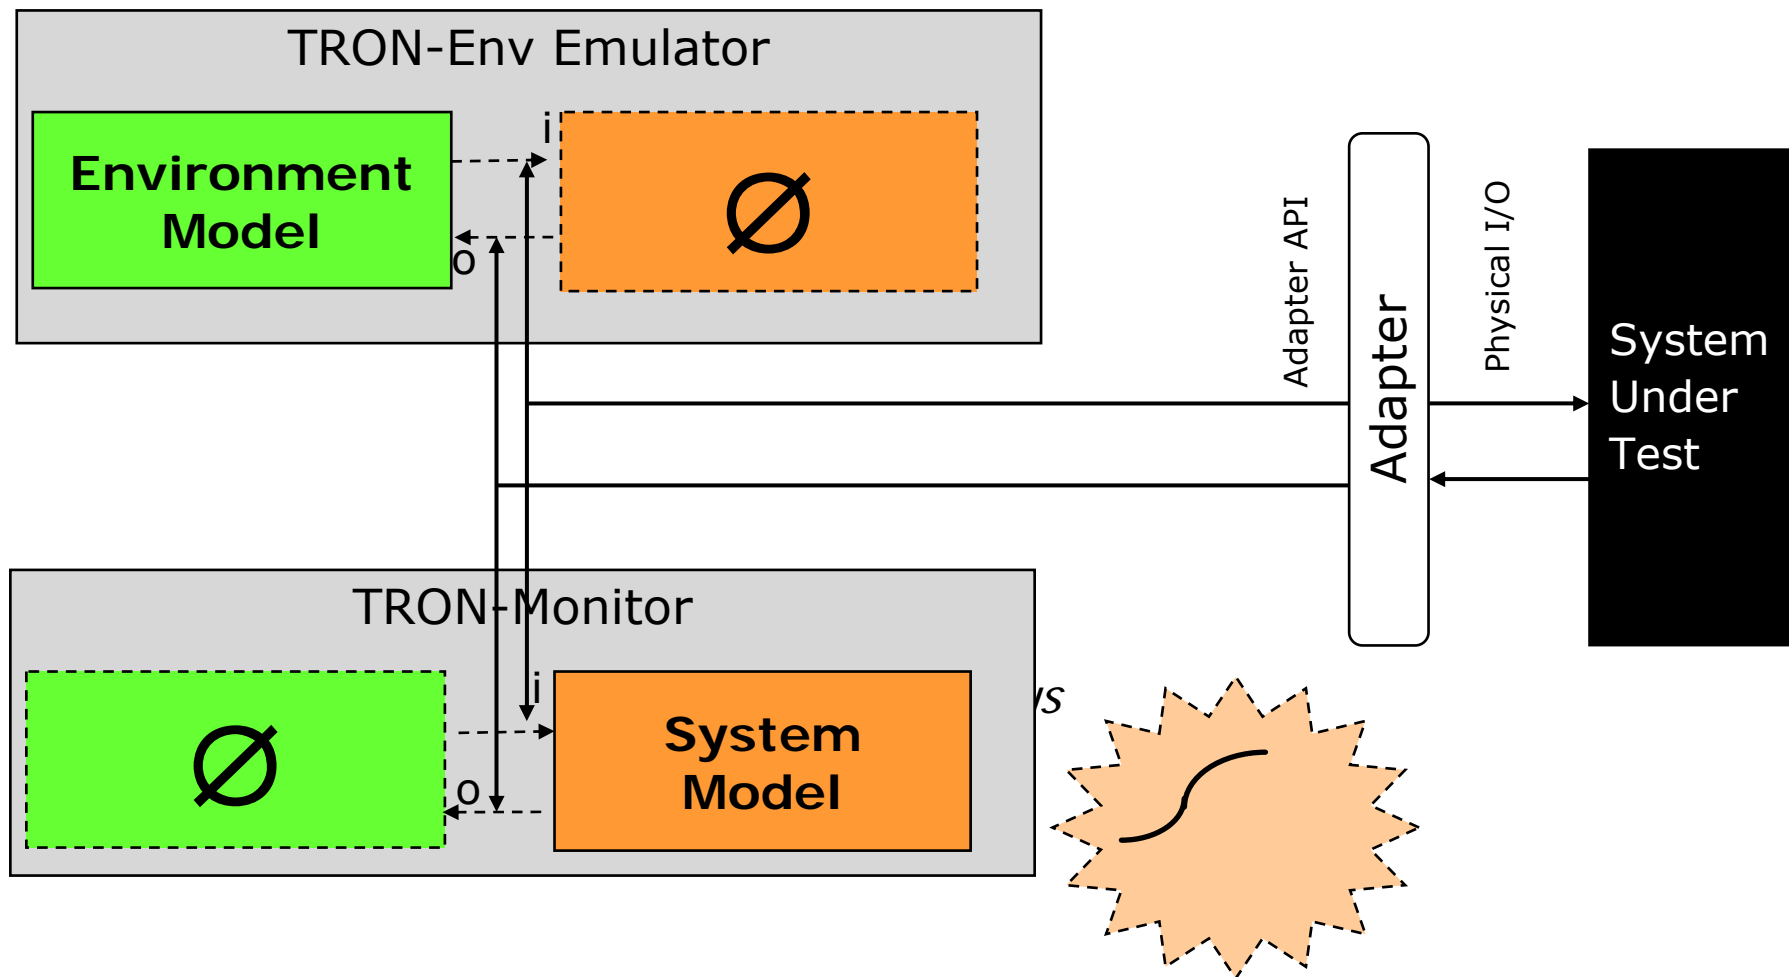 TRON-Env Emulator
i
Environment
Model
Ø
o
Adapter API
Adapter
Physical I/O
System
Under
Test
TRON-Monitor
i
Ø
System
Model
o